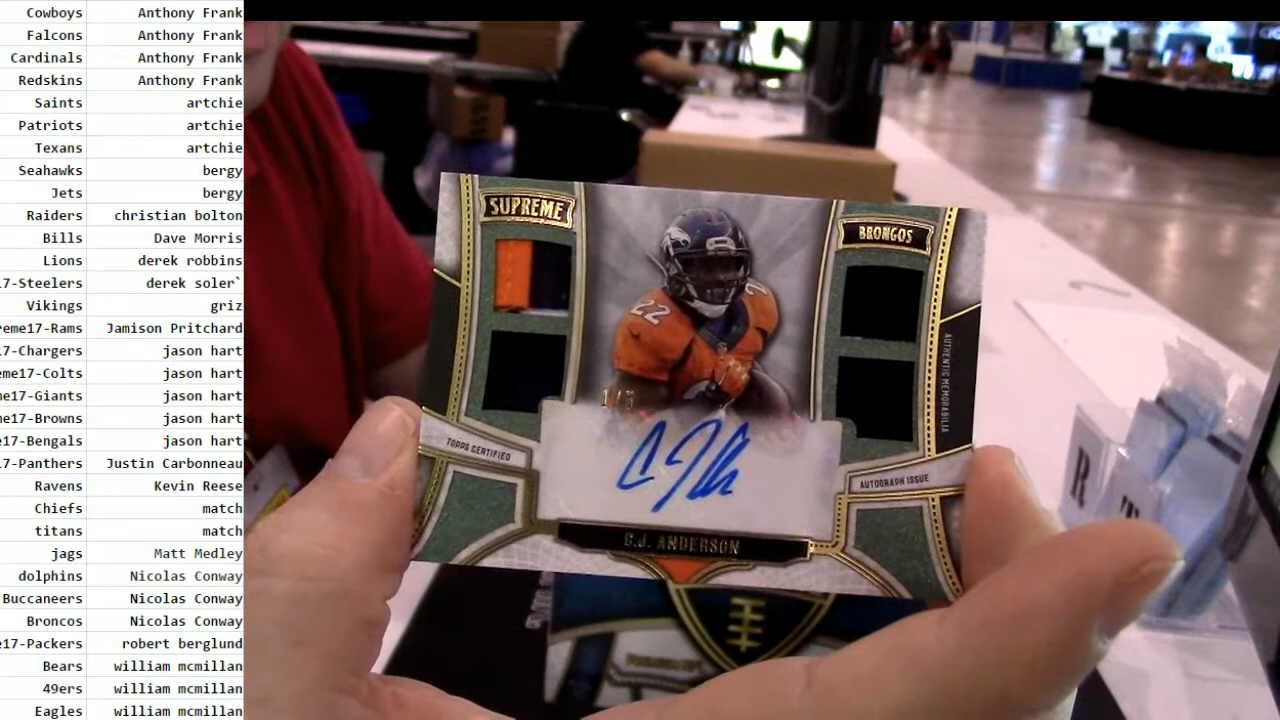 Cowboys Anthony Frank
Falcons Anthony Frank
Cardinals Anthony Frank
Redskins Anthony Frank
Saints artchie
Patriots artchie
Texans artchie
Seahawks bergy
Jets bergy
Raiders christian bolton
Bills Dave Morris
Lions derek robbins
17-Steelers derek soler`
Vikings griz
reme17-Rams Jamison Pritchard
17-Chargers jason hart
eme17-Colts jason hart
me17-Giants jason hart
me17-Browns jason hart
e17-Bengals jason hart
17-Panthers Justin Carbonneau
Ravens Kevin Reese
Chiefs match
titans match
jags Matt Medley
dolphins Nicolas Conway
Buccaneers Nicolas Conway
Broncos Nicolas Conway
e17-Packers robert berglund
Bears william mcmillan
49ers william mcmillan
Eagles william mcmillan
SUPREME
BRONCOS
22
AUTHENTIC MEMORABILIA
TOPPS CERTIFIED
AUTOGRAPH ISSUE
C.J. ANDERSON
R
T